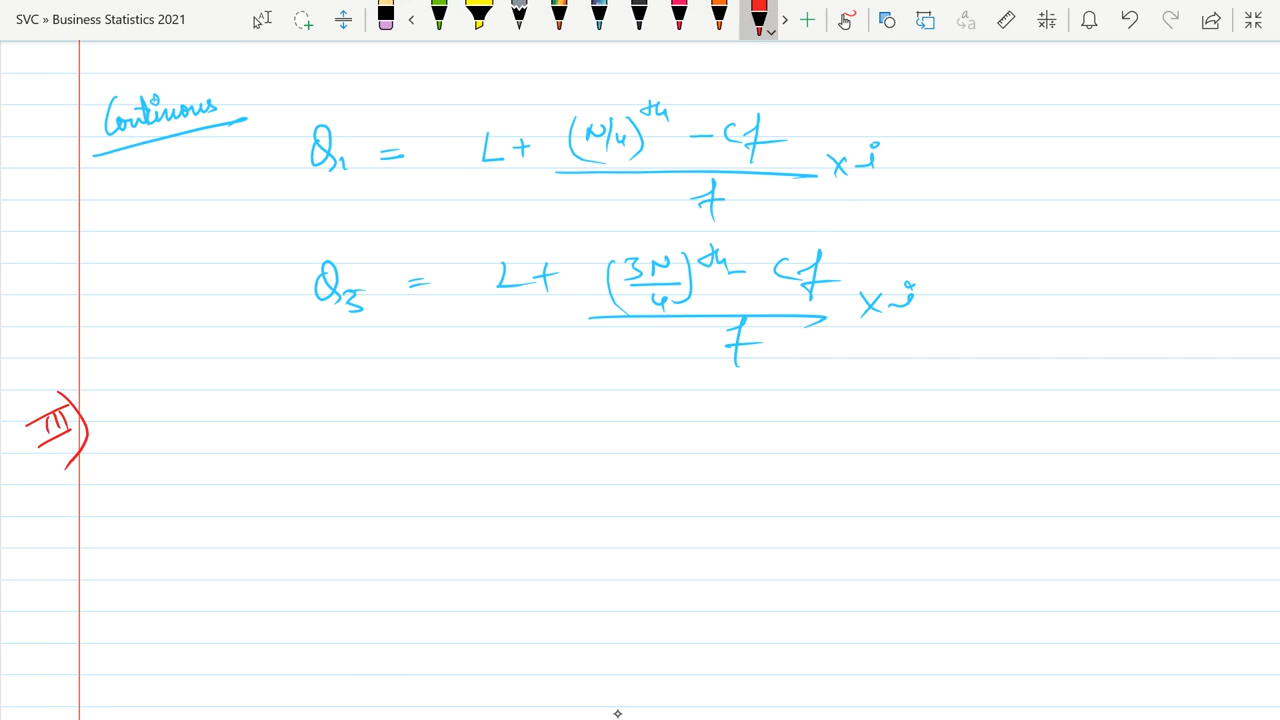 SVC » Business Statistics 2021
Continuous
Q₁ = L + ((N/4)ᵗʰ − cf) / f × i
Q₃ = L + ((3N/4)ᵗʰ − cf) / f × i
III)